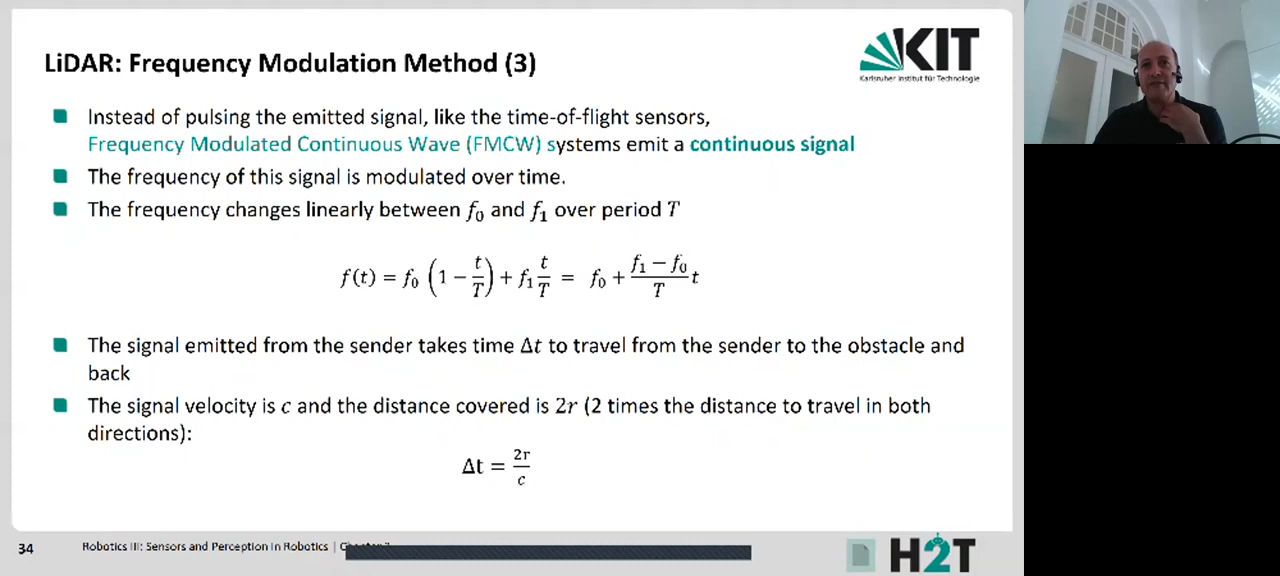 LiDAR: Frequency Modulation Method (3)
KIT
Karlsruher Institut für Technologie
Instead of pulsing the emitted signal, like the time-of-flight sensors,
Frequency Modulated Continuous Wave (FMCW) systems emit a continuous signal
The frequency of this signal is modulated over time.
The frequency changes linearly between f₀ and f₁ over period T
f(t) = f₀ (1 − t/T) + f₁ t/T = f₀ + (f₁ − f₀)/T t
The signal emitted from the sender takes time Δt to travel from the sender to the obstacle and
back
The signal velocity is c and the distance covered is 2r (2 times the distance to travel in both
directions):
Δt = 2r/c
34
Robotics III: Sensors and Perception in Robotics |
H2T